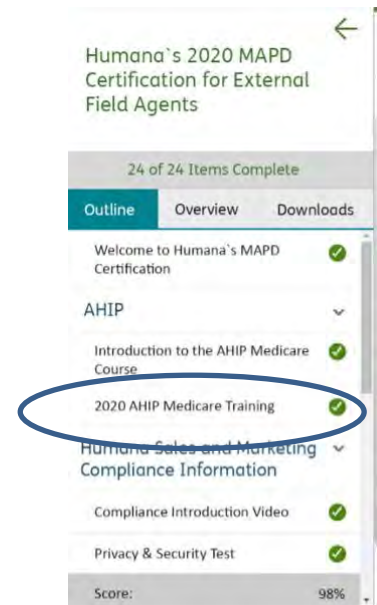 Humana`s 2020 MAPD
Certification for External
Field Agents
24 of 24 Items Complete
Outline Overview Downloads
Welcome to Humana`s MAPD
Certification
AHIP
Introduction to the AHIP Medicare
Course
2020 AHIP Medicare Training
Humana Sales and Marketing
Compliance Information
Compliance Introduction Video
Privacy & Security Test
Score: 98%